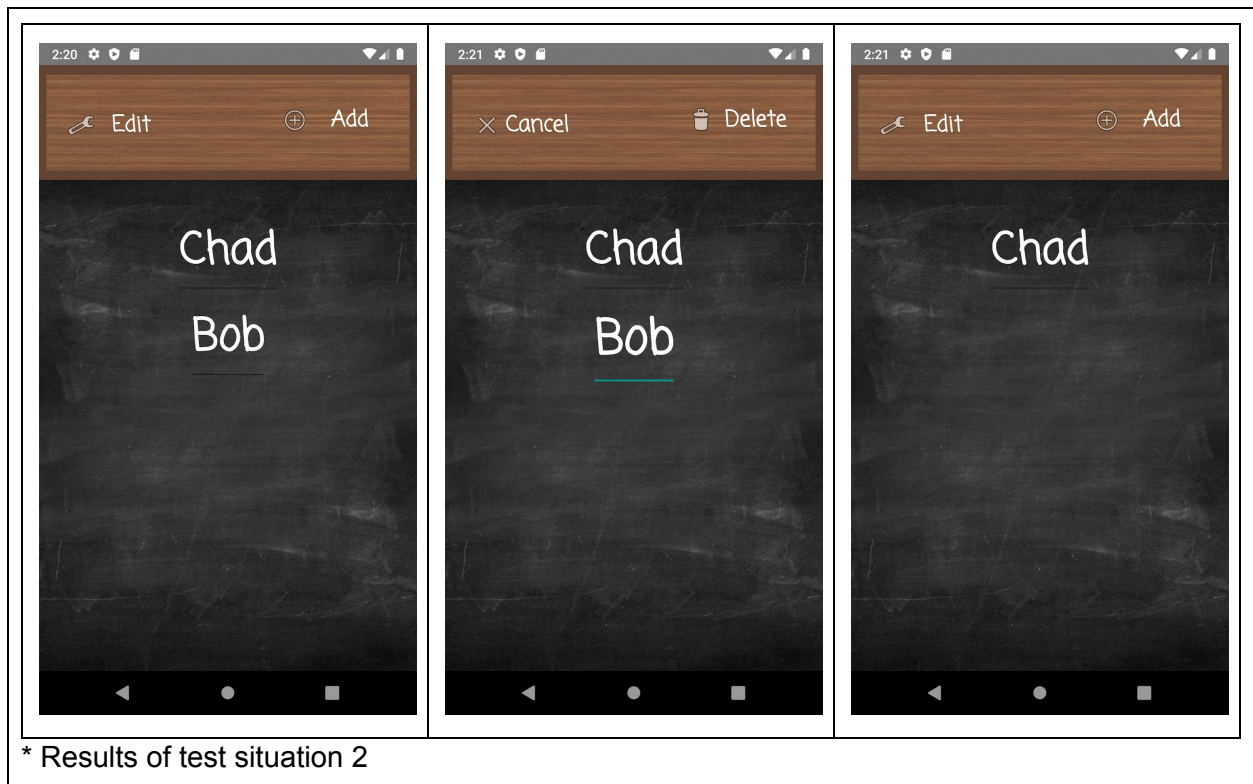 2:20
Edit
Add
Chad
Bob
2:21
Cancel
Delete
Chad
Bob
2:21
Edit
Add
Chad
* Results of test situation 2